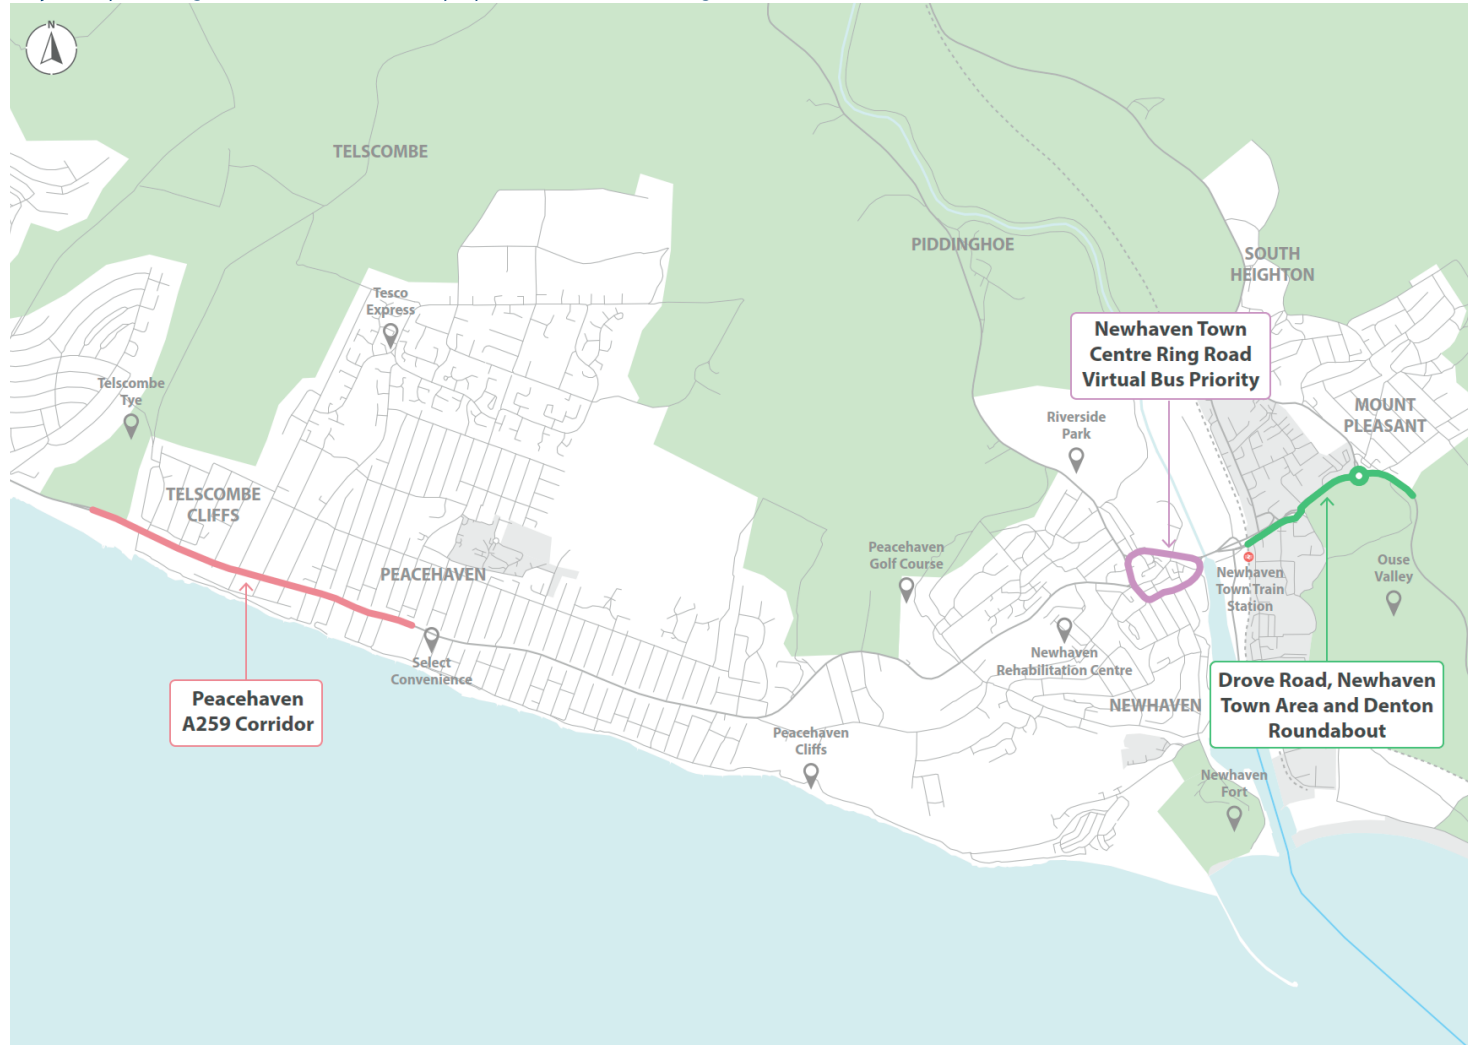 N
TELSCOMBE
PIDDINGHOE
SOUTH
HEIGHTON
Tesco
Express
Newhaven Town
Centre Ring Road
Virtual Bus Priority
Telscombe
Tye
Riverside
Park
MOUNT
PLEASANT
TELSCOMBE
CLIFFS
PEACEHAVEN
Peacehaven
Golf Course
Newhaven
Town Train
Station
Ouse
Valley
Select
Convenience
Newhaven
Rehabilitation Centre
Peacehaven
A259 Corridor
NEWHAVEN
Drove Road, Newhaven
Town Area and Denton
Roundabout
Peacehaven
Cliffs
Newhaven
Fort